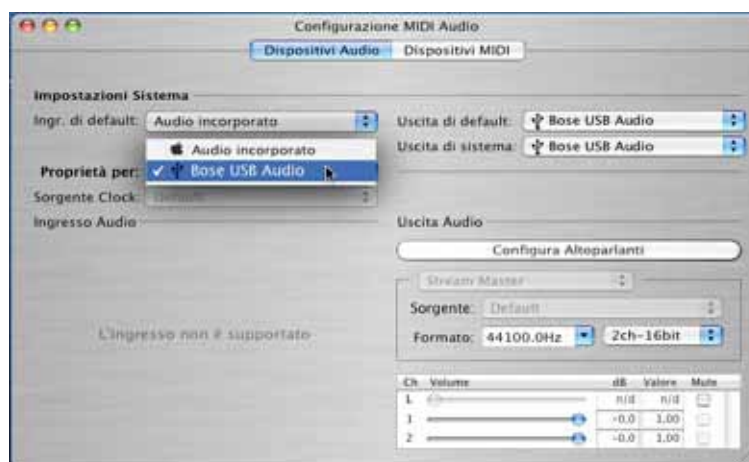 Configurazione MIDI Audio
Dispositivi Audio Dispositivi MIDI
Impostazioni Sistema
Ingr. di default: Audio incorporato
Uscita di default: Bose USB Audio
Audio incorporato
Uscita di sistema: Bose USB Audio
Proprietà per: Bose USB Audio
Sorgente Clock: Default
Ingresso Audio
Uscita Audio
Configura Altoparlanti
Stream Master
Sorgente: Default
L'ingresso non è supportato
Formato: 44100.0Hz 2ch-16bit
Ch Volume dB Valore Mute
L n/d n/d
1 -0,0 1,00
2 -0,0 1,00